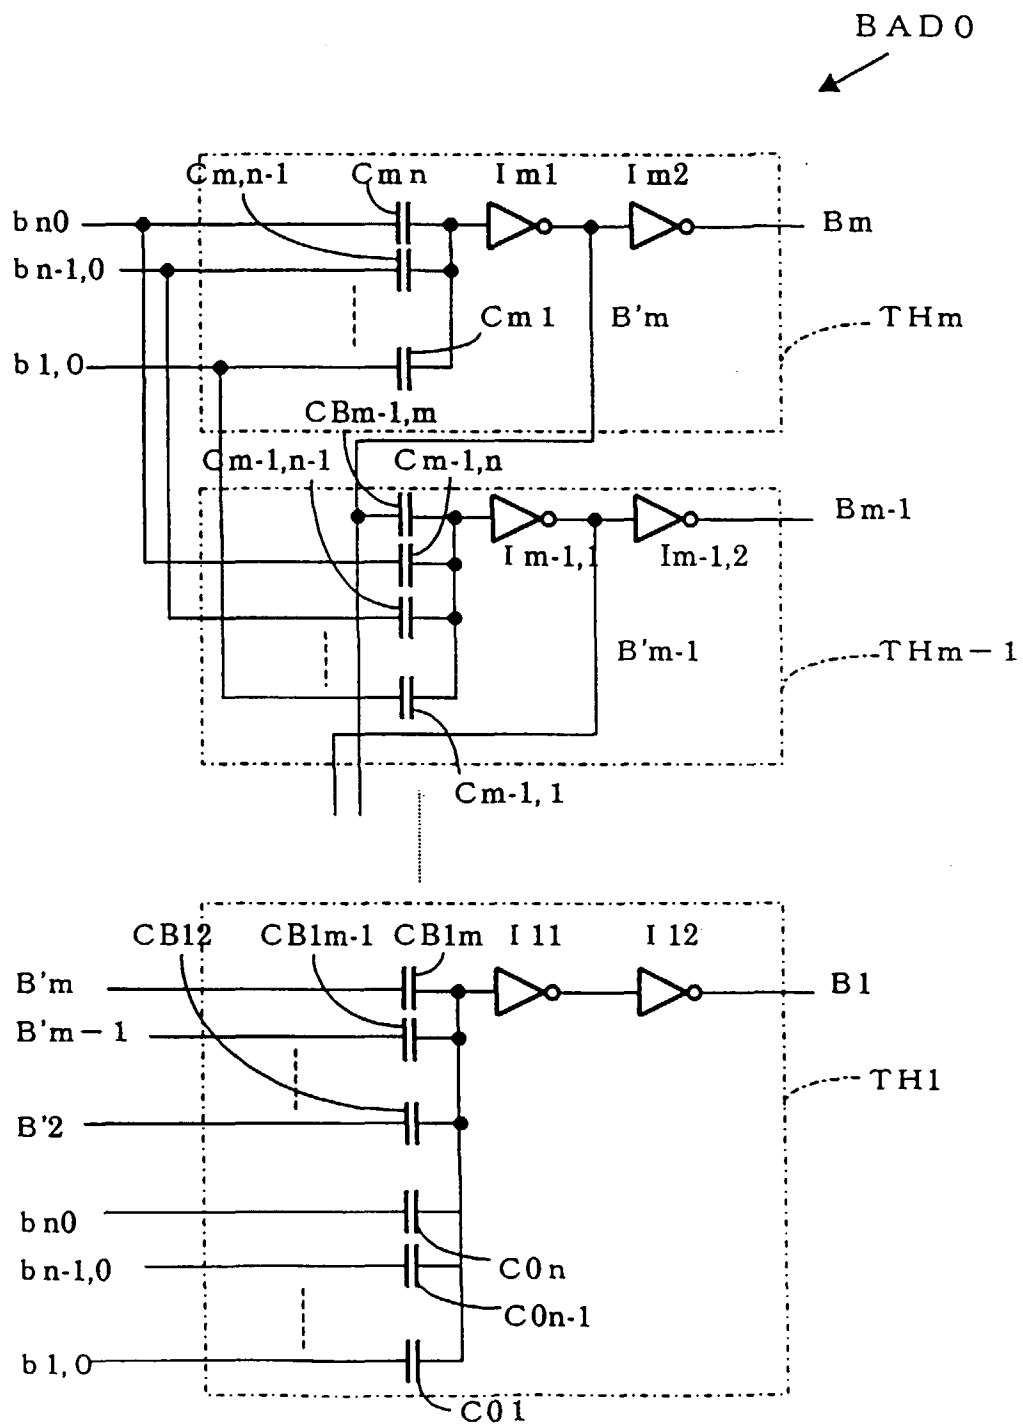 BAD0
Cm,n-1 Cmn Im1 Im2
bn0 Bm
bn-1,0
Cm1 B'm THm
b1,0
CBm-1,m
Cm-1,n-1 Cm-1,n
Bm-1
Im-1,1 Im-1,2
B'm-1 THm-1
Cm-1,1
CB12 CB1m-1 CB1m I11 I12
B'm B1
B'm-1
TH1
B'2
bn0
C0n
bn-1,0
C0n-1
b1,0
C01